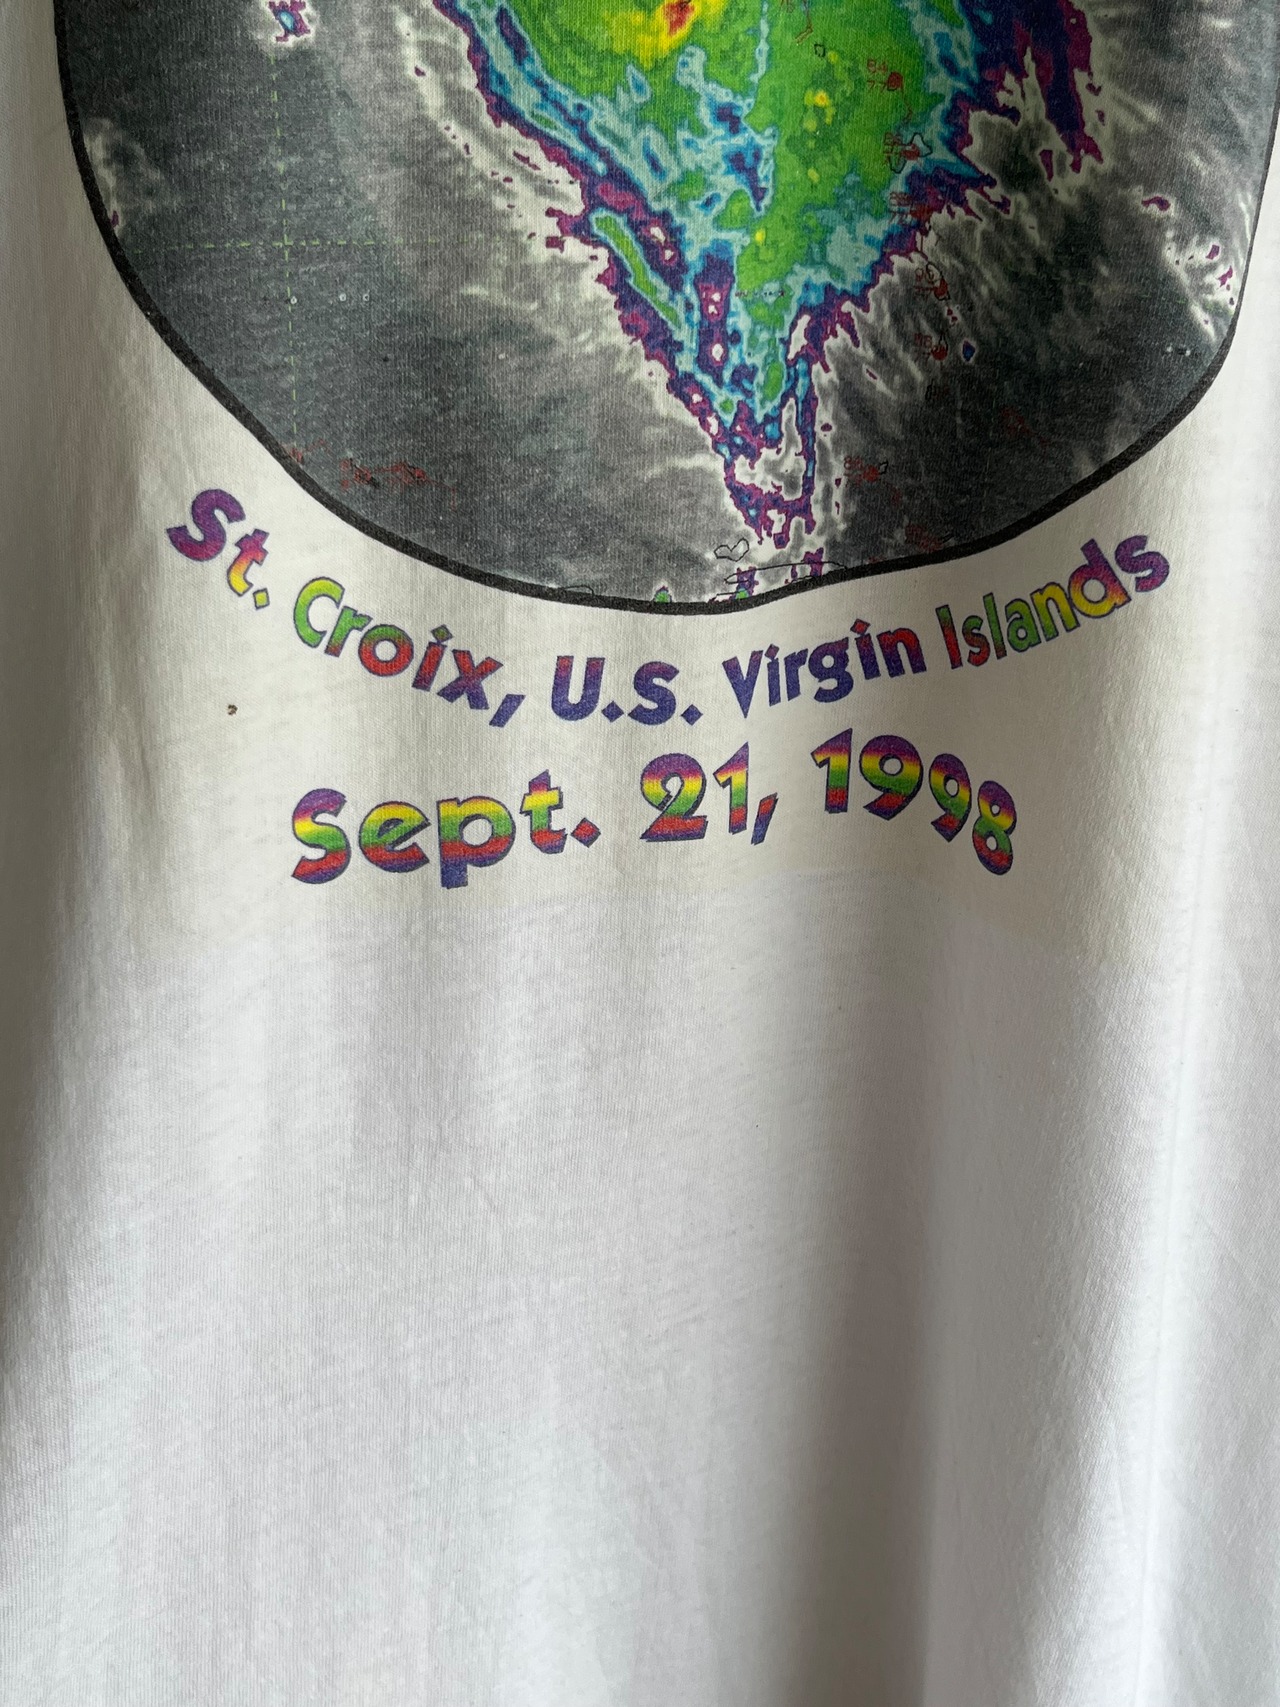 St. Croix, U.S. Virgin Islands
Sept. 21, 1998